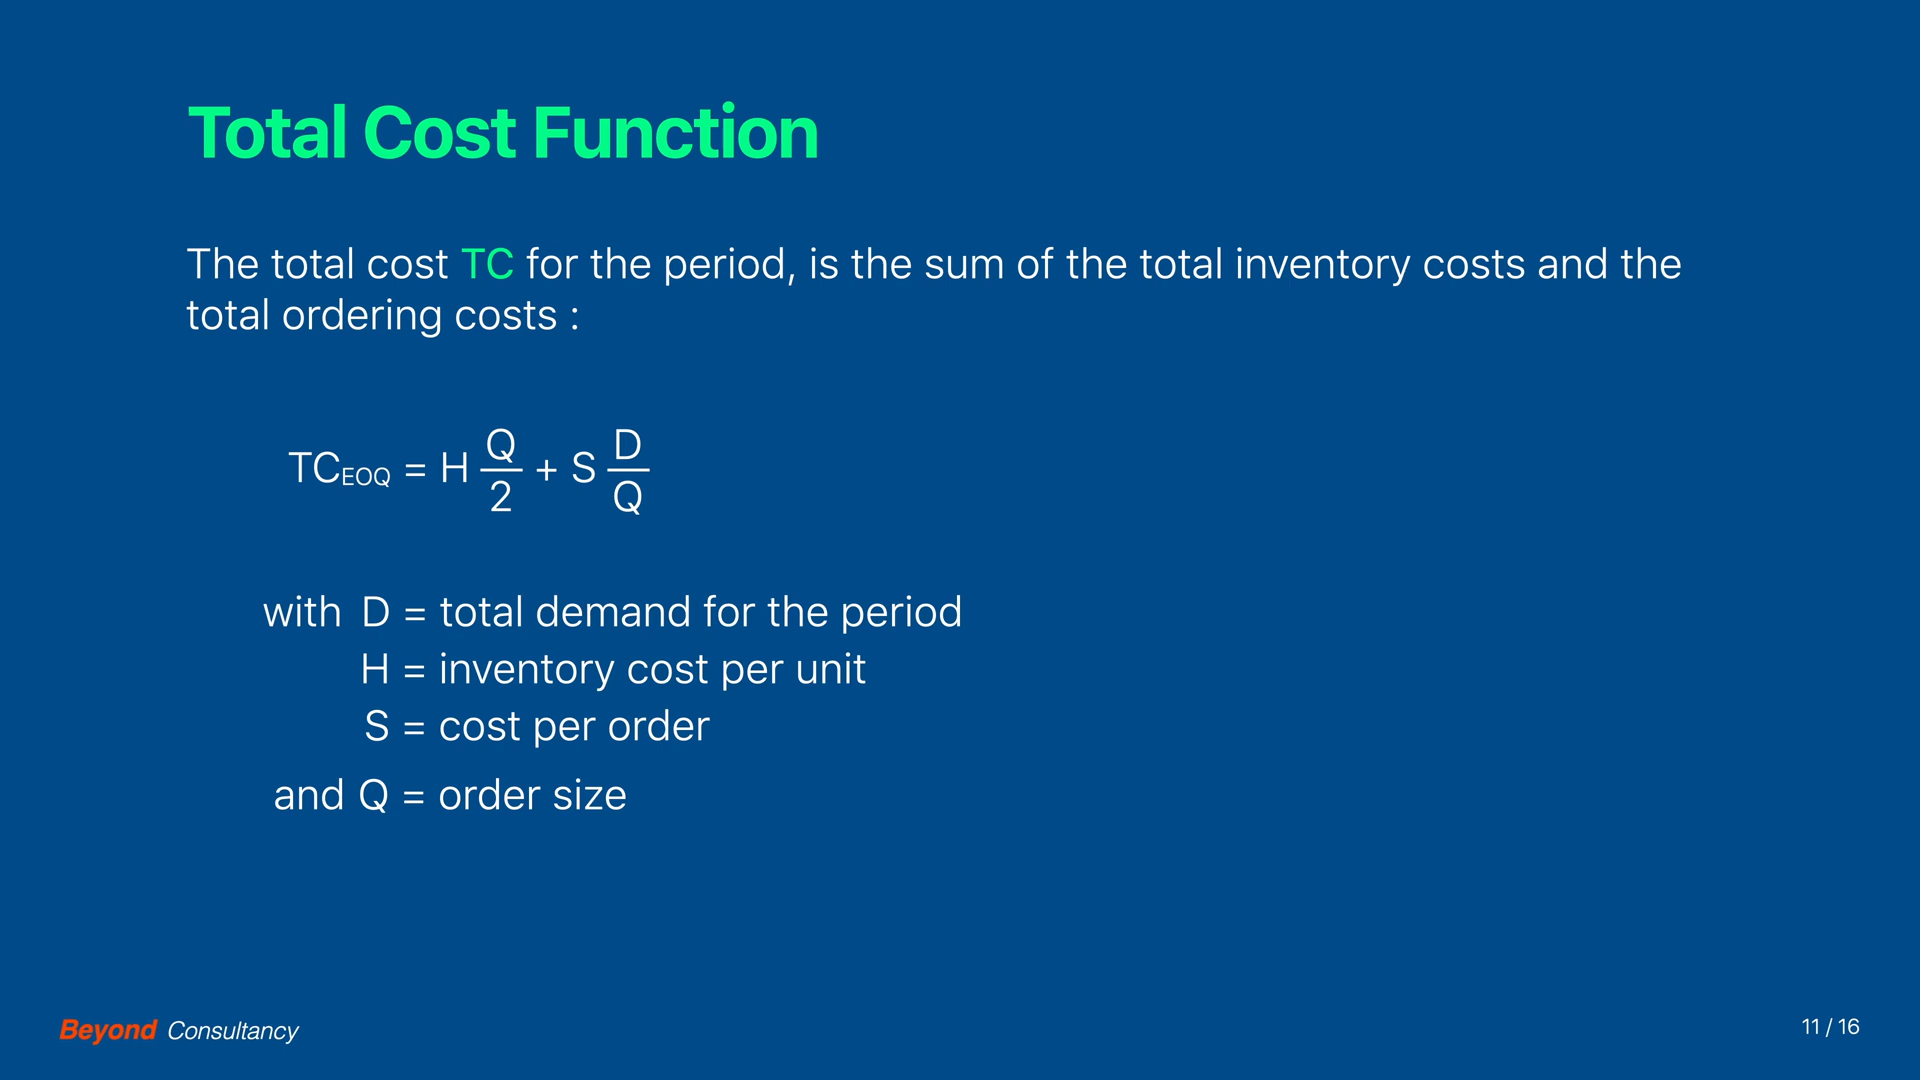 Total Cost Function
The total cost TC for the period, is the sum of the total inventory costs and the
total ordering costs :
TC_EOQ = H Q/2 + S D/Q
with D = total demand for the period
H = inventory cost per unit
S = cost per order
and Q = order size
Beyond Consultancy
11 / 16